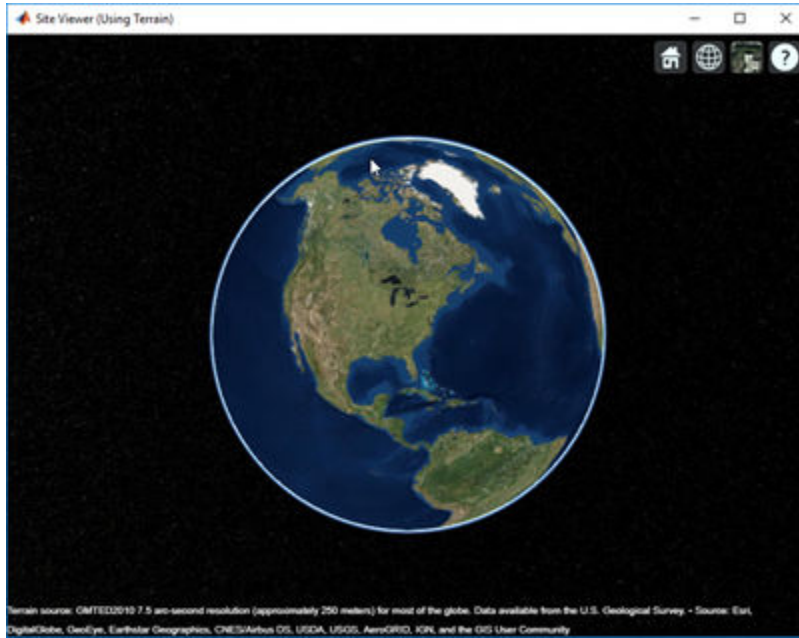 Site Viewer (Using Terrain)
?
Terrain source: GMTED2010 7.5 arc-second resolution (approximately 250 meters) for most of the globe. Data available from the U.S. Geological Survey. - Source: Esri,
DigitalGlobe, GeoEye, Earthstar Geographics, CNES/Airbus DS, USDA, USGS, AeroGRID, IGN, and the GIS User Community